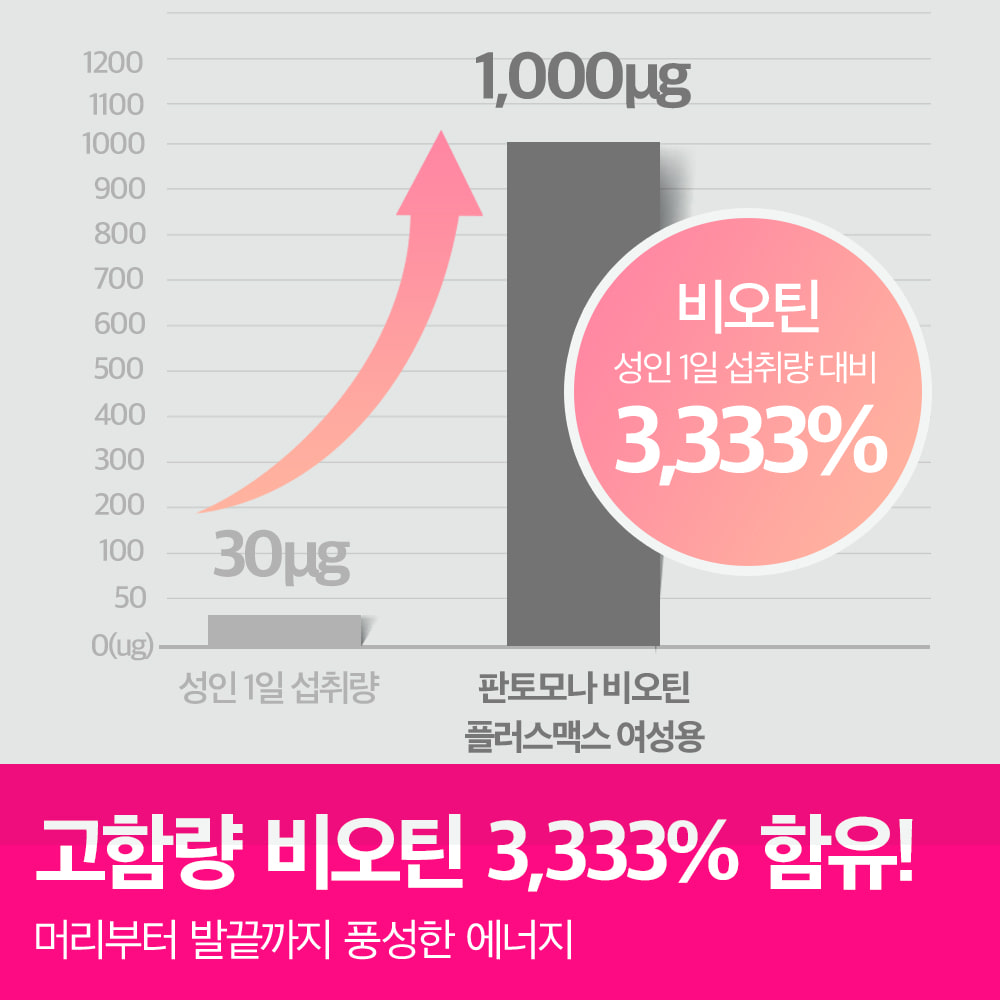 1200
1100
1000
900
800
700
600
500
400
300
200
100
50
0(ug)
1,000µg
30µg
비오틴
성인 1일 섭취량 대비
3,333%
성인 1일 섭취량
판토모나 비오틴
플러스맥스 여성용
고함량 비오틴 3,333% 함유!
머리부터 발끝까지 풍성한 에너지